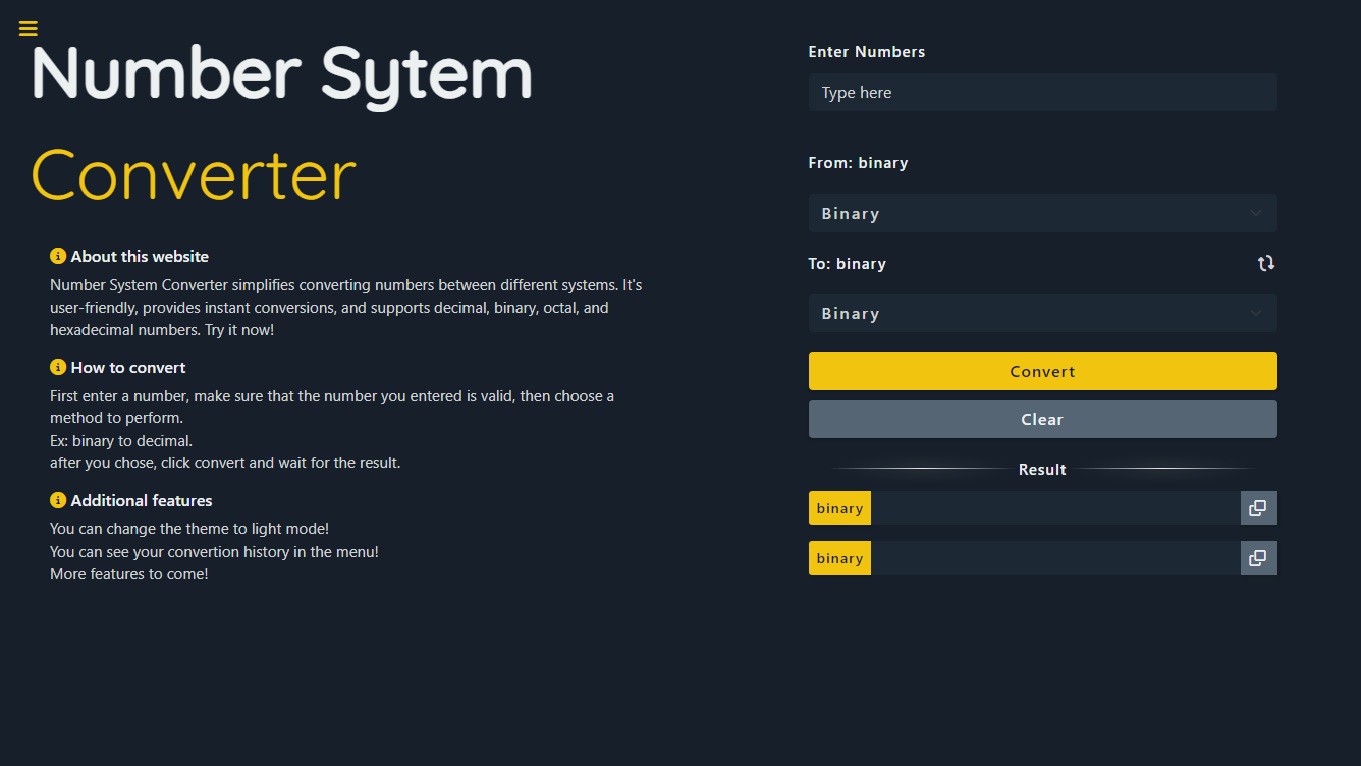 Number Sytem
Converter
About this website
Number System Converter simplifies converting numbers between different systems. It's
user-friendly, provides instant conversions, and supports decimal, binary, octal, and
hexadecimal numbers. Try it now!
How to convert
First enter a number, make sure that the number you entered is valid, then choose a
method to perform.
Ex: binary to decimal.
after you chose, click convert and wait for the result.
Additional features
You can change the theme to light mode!
You can see your convertion history in the menu!
More features to come!
Enter Numbers
Type here
From: binary
Binary
To: binary
Binary
Convert
Clear
Result
binary
binary